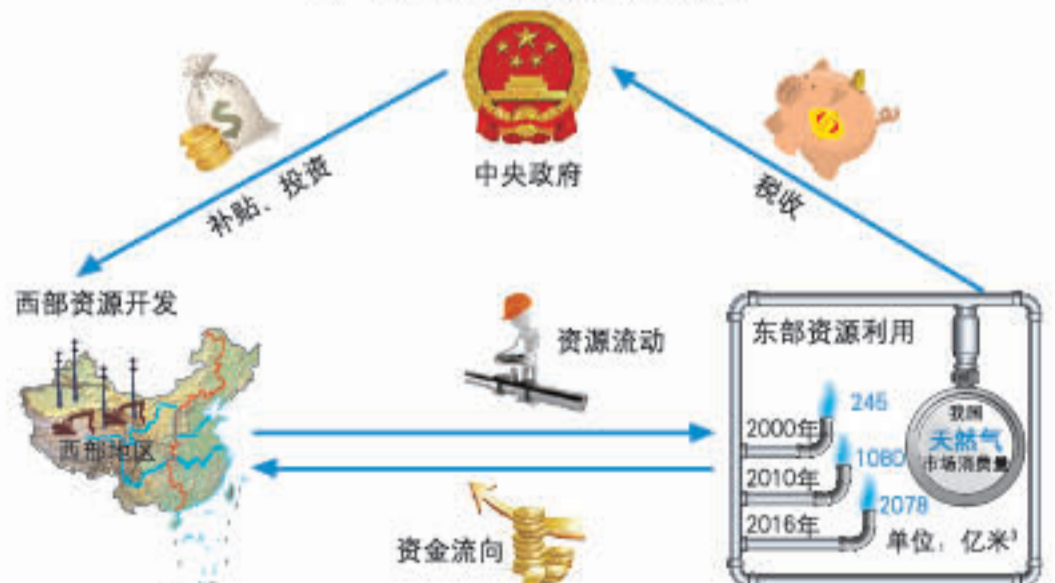 中央政府
补贴、投资
税收
西部资源开发
西部地区
资源流动
资金流向
东部资源利用
2000年
245
2010年
1080
2016年
2078
我国
天然气
市场消费量
单位：亿米³